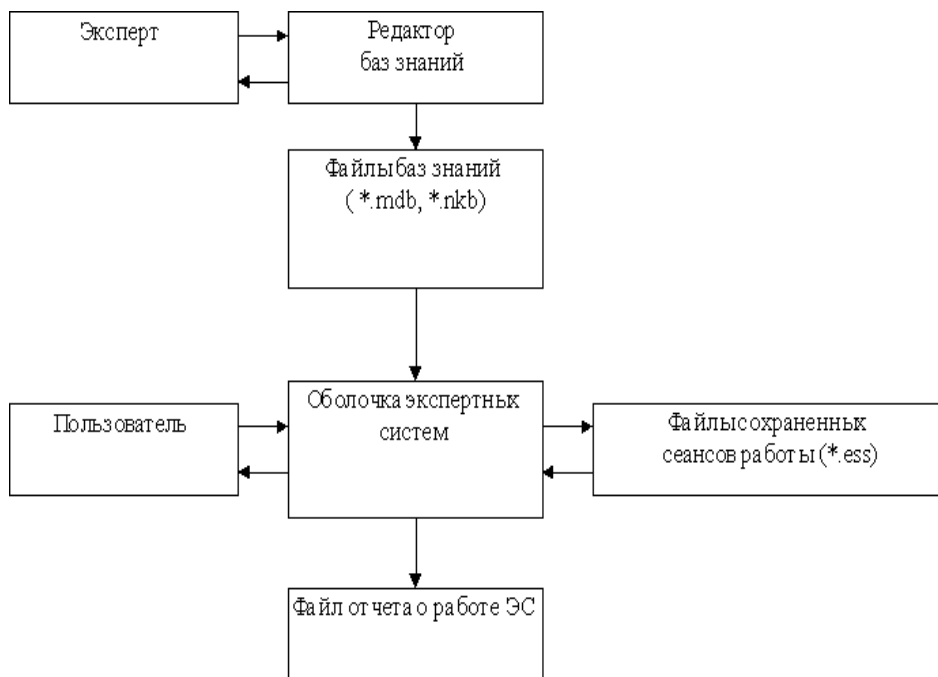 Эксперт
Редактор
баз знаний
Файлы баз знаний
( *.mdb, *.nkb)
Пользователь
Оболочка экспертных
систем
Файлы сохраненных
сеансов работы (*.ess)
Файл отчета о работе ЭС